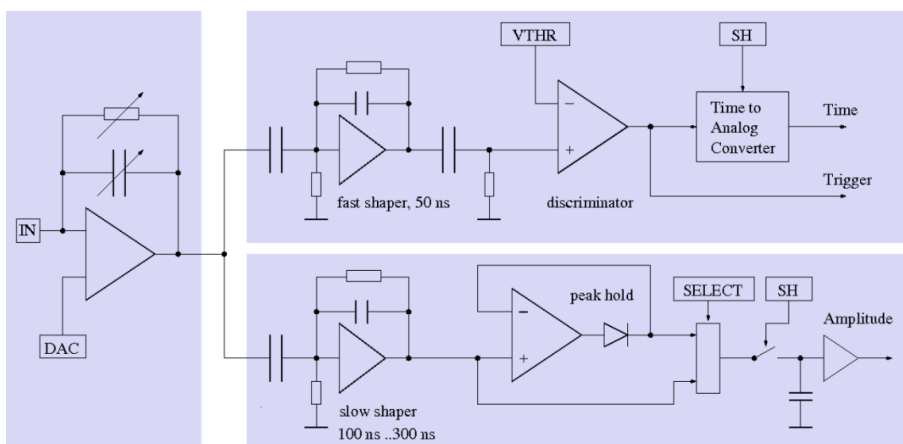 IN
DAC
fast shaper, 50 ns
VTHR
−
+
discriminator
SH
Time to
Analog
Converter
Time
Trigger
slow shaper
100 ns ..300 ns
−
+
peak hold
SELECT
SH
Amplitude